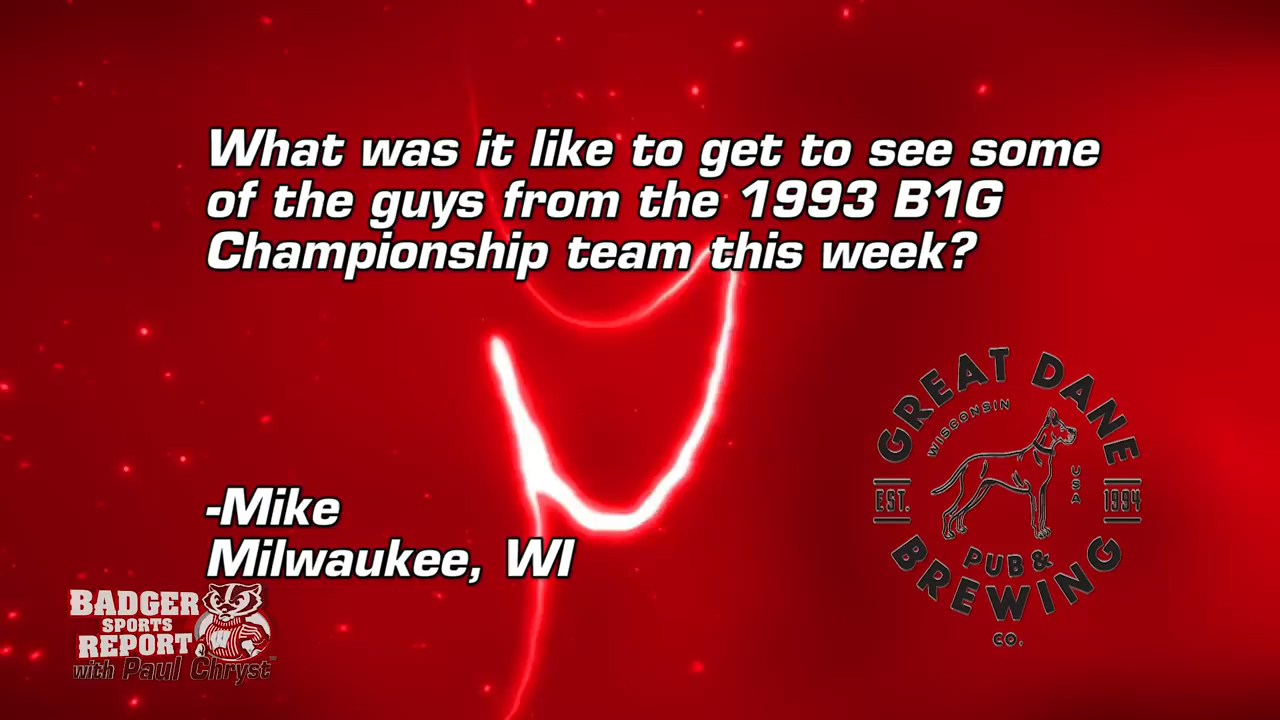 What was it like to get to see some
of the guys from the 1993 B1G
Championship team this week?
-Mike
Milwaukee, WI
GREAT DANE
WISCONSIN
USA
EST. 1994
PUB &
BREWING
CO.
BADGER
SPORTS
REPORT
with Paul Chryst